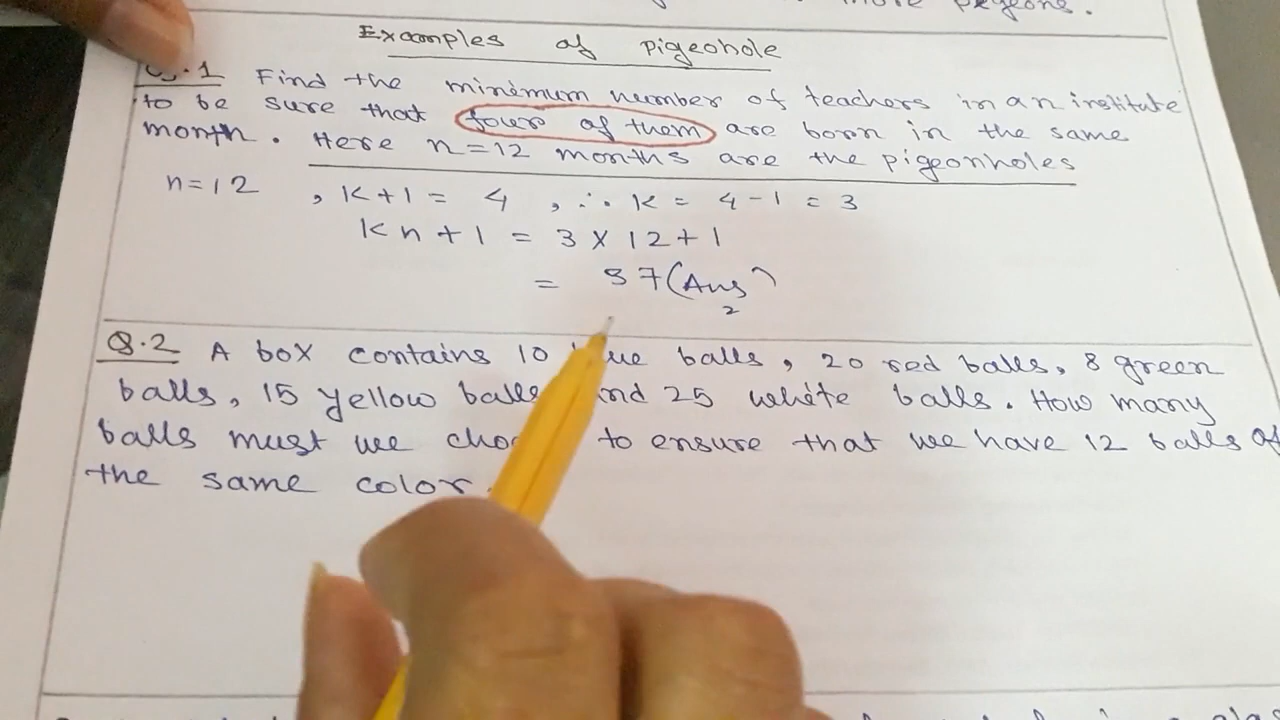 more pegeons.
Examples of pigeohole
Q.1 Find the minimum number of teachers in an institute
to be sure that four of them are born in the same
month. Here n=12 months are the pigeonholes
n=12 , K+1 = 4 , ∴ K = 4-1 = 3
Kn+1 = 3 × 12+1
= 37 (Ans)
Q.2 A box contains 10 balls, 20 red balls, 8 green
balls, 15 yellow balls and 25 white balls. How many
balls must we to ensure that we have 12 balls of
the same color.